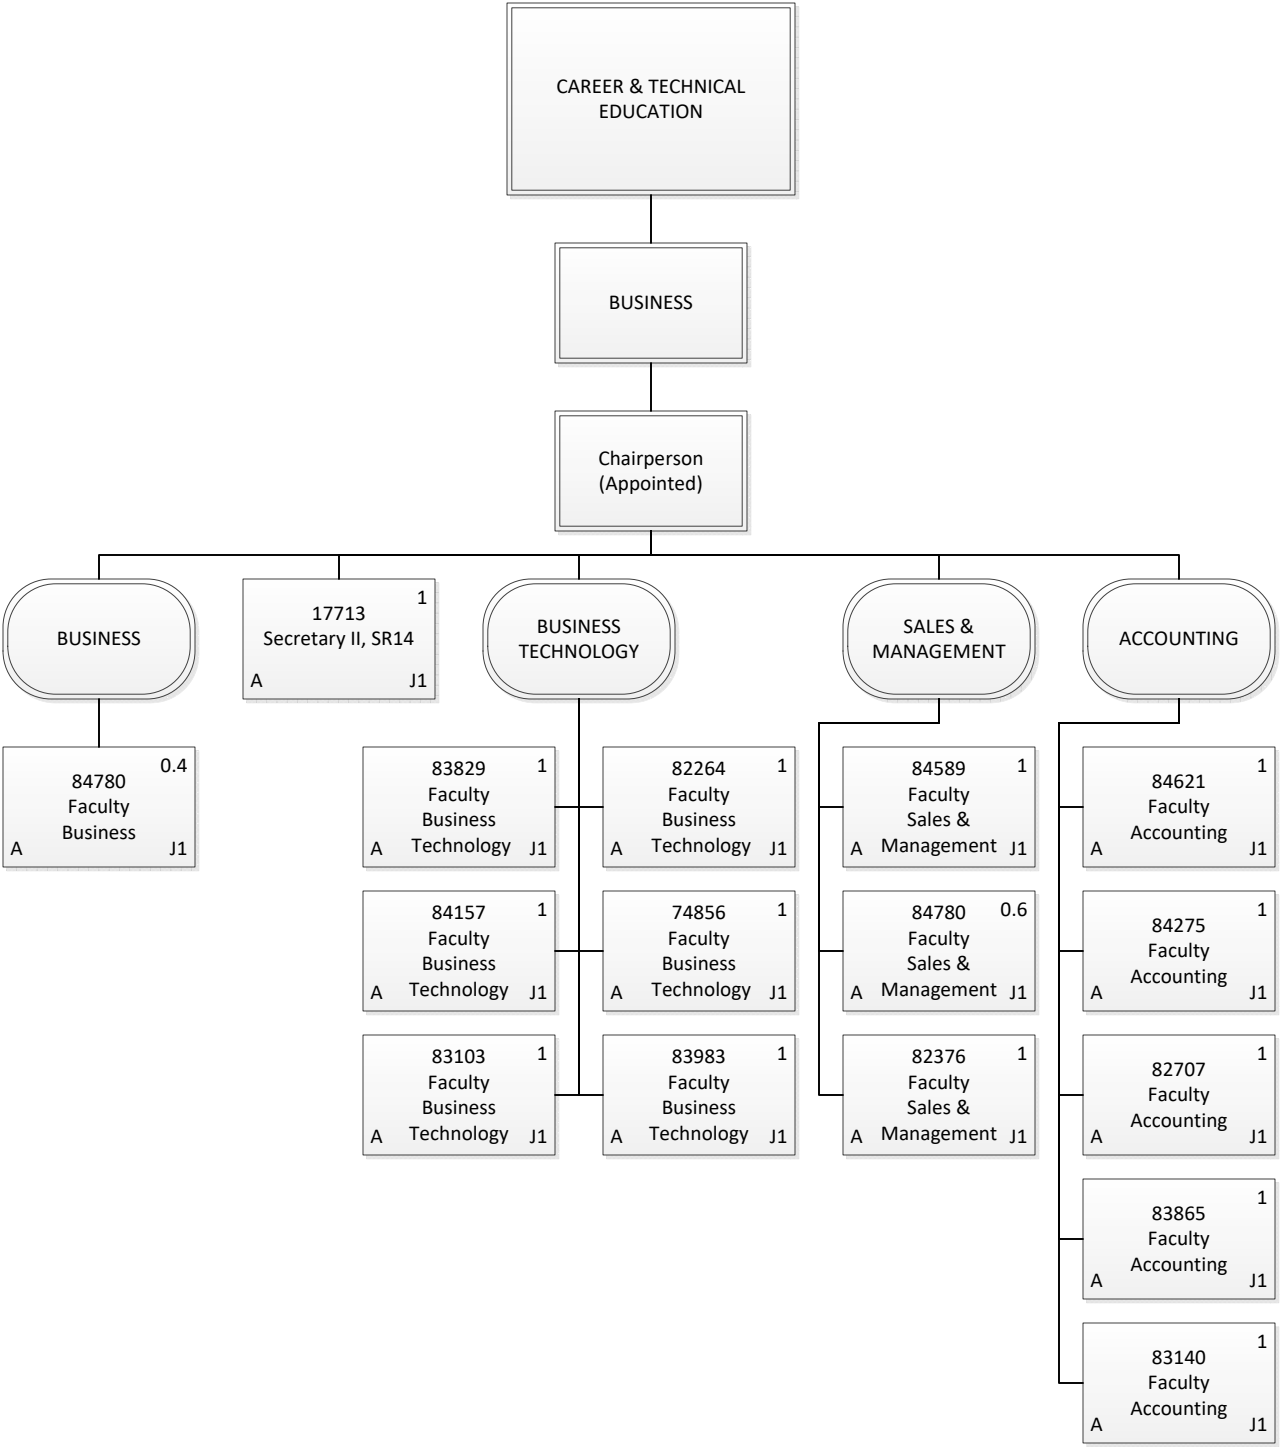 CAREER & TECHNICAL
EDUCATION
BUSINESS
Chairperson
(Appointed)
BUSINESS
1
17713
Secretary II, SR14
A
J1
BUSINESS
TECHNOLOGY
SALES &
MANAGEMENT
ACCOUNTING
0.4
84780
Faculty
Business
A
J1
83829
1
Faculty
Business
Technology
A
J1
82264
1
Faculty
Business
Technology
A
J1
84157
1
Faculty
Business
Technology
A
J1
74856
1
Faculty
Business
Technology
A
J1
83103
1
Faculty
Business
Technology
A
J1
83983
1
Faculty
Business
Technology
A
J1
84589
1
Faculty
Sales &
Management
A
J1
84780
0.6
Faculty
Sales &
Management
A
J1
82376
1
Faculty
Sales &
Management
A
J1
1
84621
Faculty
Accounting
A
J1
1
84275
Faculty
Accounting
A
J1
1
82707
Faculty
Accounting
A
J1
1
83865
Faculty
Accounting
A
J1
1
83140
Faculty
Accounting
A
J1